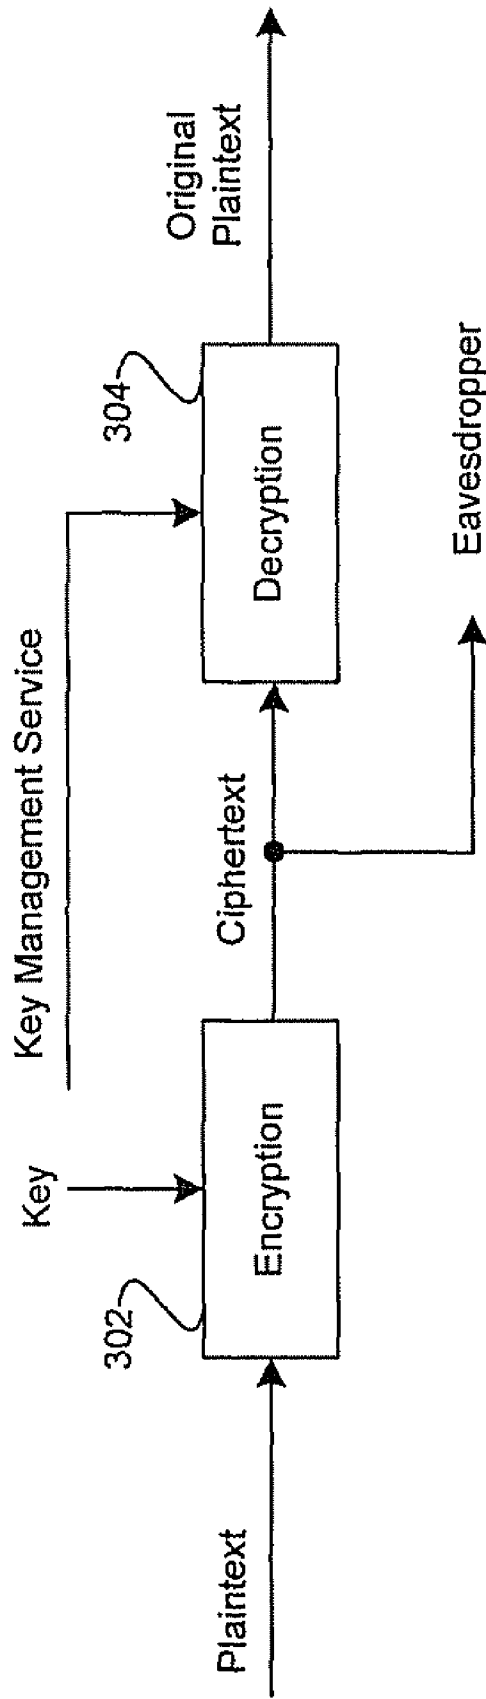 Key Management Service
Key
302
304
Plaintext
Encryption
Ciphertext
Decryption
Original
Plaintext
Eavesdropper